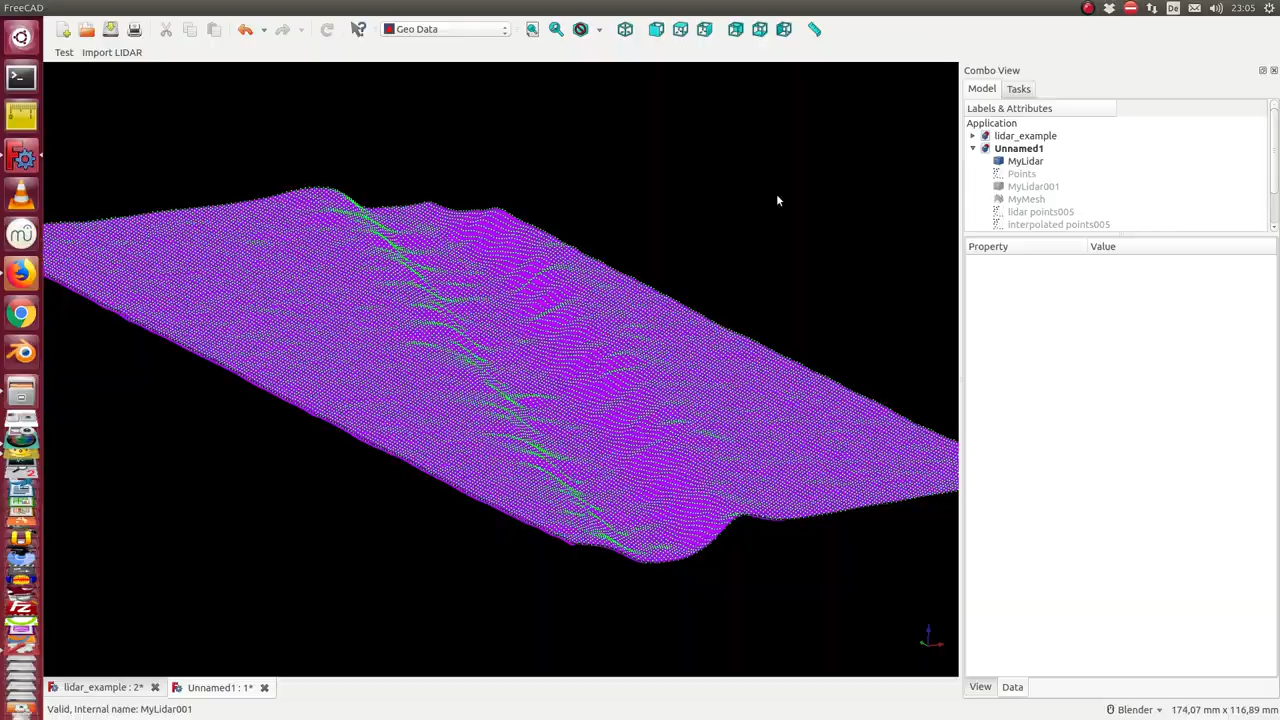 FreeCAD
De
23:05
Geo Data
Test Import LIDAR
Combo View
Model Tasks
Labels & Attributes
Application
lidar_example
Unnamed1
MyLidar
Points
MyLidar001
MyMesh
lidar points005
interpolated points005
Property Value
View Data
lidar_example : 2*
Unnamed1 : 1*
Valid, Internal name: MyLidar001
Blender
174,07 mm x 116,89 mm